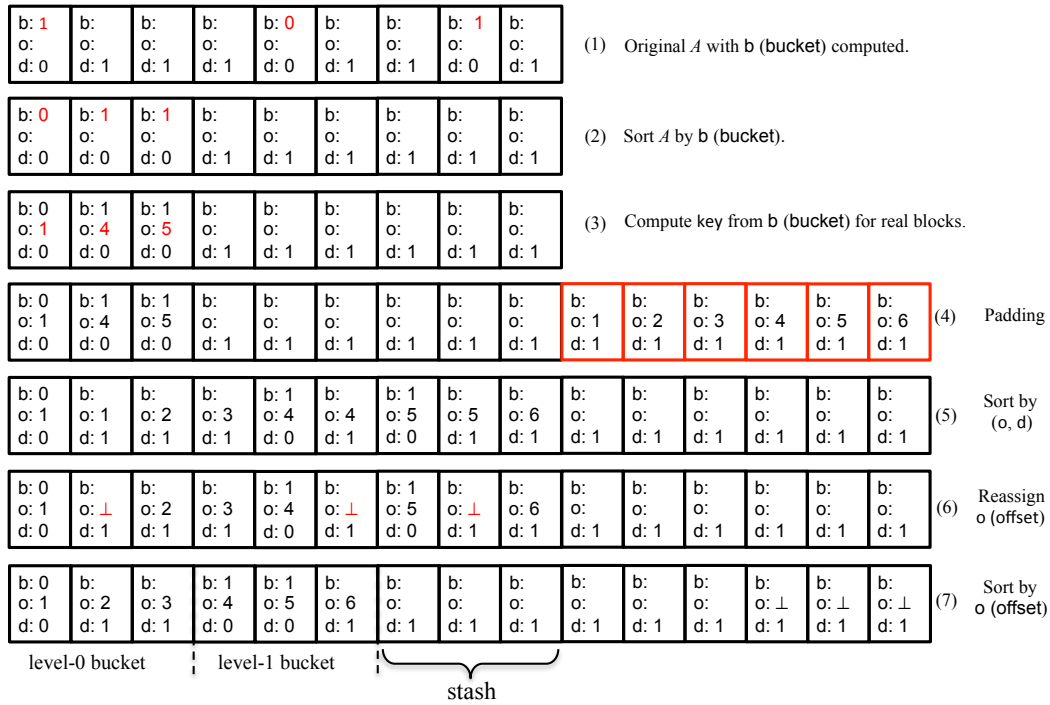 b: 1 b: b: b: b: 0 b: b: b: 1 b:
o: o: o: o: o: o: o: o: o: (1) Original A with b (bucket) computed.
d: 0 d: 1 d: 1 d: 1 d: 0 d: 1 d: 1 d: 0 d: 1
b: 0 b: 1 b: 1 b: b: b: b: b: b:
o: o: o: o: o: o: o: o: o: (2) Sort A by b (bucket).
d: 0 d: 0 d: 0 d: 1 d: 1 d: 1 d: 1 d: 1 d: 1
b: 0 b: 1 b: 1 b: b: b: b: b: b:
o: 1 o: 4 o: 5 o: o: o: o: o: o: (3) Compute key from b (bucket) for real blocks.
d: 0 d: 0 d: 0 d: 1 d: 1 d: 1 d: 1 d: 1 d: 1
b: 0 b: 1 b: 1 b: b: b: b: b: b: b: b: b: b: b: b:
o: 1 o: 4 o: 5 o: o: o: o: o: o: o: 1 o: 2 o: 3 o: 4 o: 5 o: 6 (4) Padding
d: 0 d: 0 d: 0 d: 1 d: 1 d: 1 d: 1 d: 1 d: 1 d: 1 d: 1 d: 1 d: 1 d: 1 d: 1
b: 0 b: b: b: b: 1 b: b: 1 b: b: b: b: b: b: b: b: Sort by
o: 1 o: 1 o: 2 o: 3 o: 4 o: 4 o: 5 o: 5 o: 6 o: o: o: o: o: o: (5) (o, d)
d: 0 d: 1 d: 1 d: 1 d: 0 d: 1 d: 0 d: 1 d: 1 d: 1 d: 1 d: 1 d: 1 d: 1 d: 1
b: 0 b: b: b: b: 1 b: b: 1 b: b: b: b: b: b: b: b: Reassign
o: 1 o: ⊥ o: 2 o: 3 o: 4 o: ⊥ o: 5 o: ⊥ o: 6 o: o: o: o: o: o: (6) o (offset)
d: 0 d: 1 d: 1 d: 1 d: 0 d: 1 d: 0 d: 1 d: 1 d: 1 d: 1 d: 1 d: 1 d: 1 d: 1
b: 0 b: b: b: 1 b: 1 b: b: b: b: b: b: b: b: b: b: Sort by
o: 1 o: 2 o: 3 o: 4 o: 5 o: 6 o: o: o: o: o: o: o: ⊥ o: ⊥ o: ⊥ (7) o (offset)
d: 0 d: 1 d: 1 d: 0 d: 0 d: 1 d: 1 d: 1 d: 1 d: 1 d: 1 d: 1 d: 1 d: 1 d: 1
level-0 bucket level-1 bucket
stash